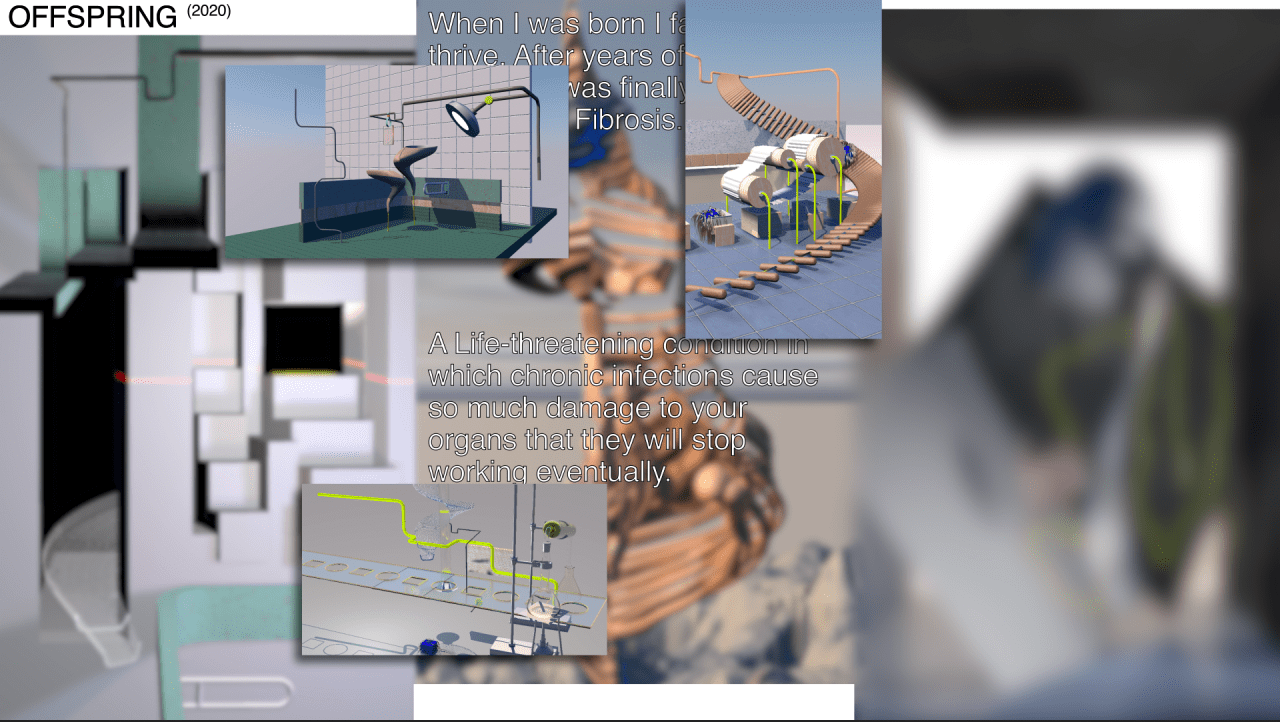 OFFSPRING (2020)
When I was born I
thrive. After years of
was finally
Fibrosis.
A Life-threatening condition in
which chronic infections cause
so much damage to your
organs that they will stop
working eventually.